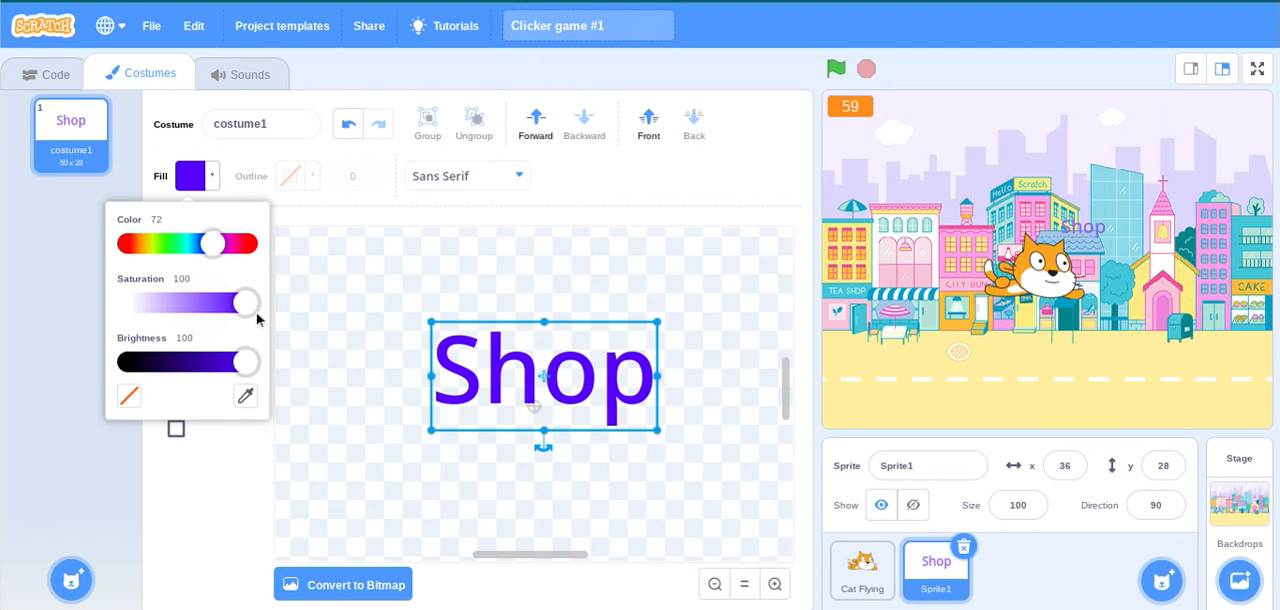 SCRATCH File Edit Project templates Share Tutorials Clicker game #1
Code Costumes Sounds
1
Shop
costume1
50 x 28
Costume costume1 Group Ungroup Forward Backward Front Back
Fill Outline 0 Sans Serif
Color 72
Saturation 100
Brightness 100
Shop
Convert to Bitmap
59
Hello Scratch
Shop
TEA SHOP
CITY BUN
CAKE
Sprite Sprite1 x 36 y 28
Show Size 100 Direction 90
Cat Flying
Shop
Sprite1
Stage
Backdrops